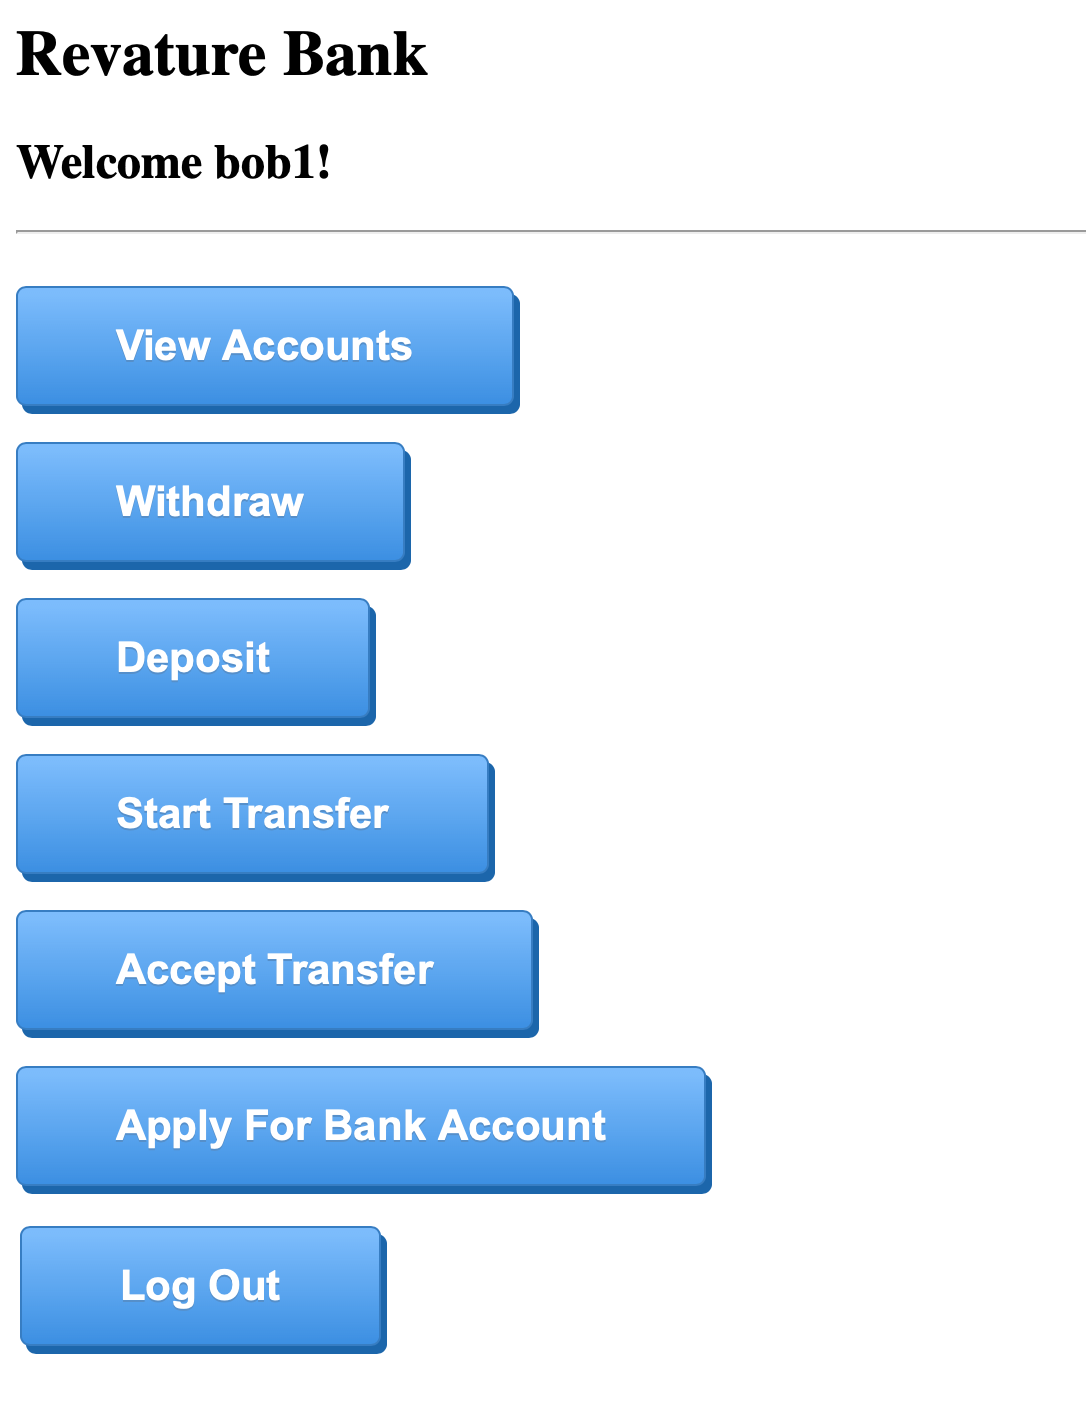 Revature Bank
Welcome bob1!
View Accounts
Withdraw
Deposit
Start Transfer
Accept Transfer
Apply For Bank Account
Log Out